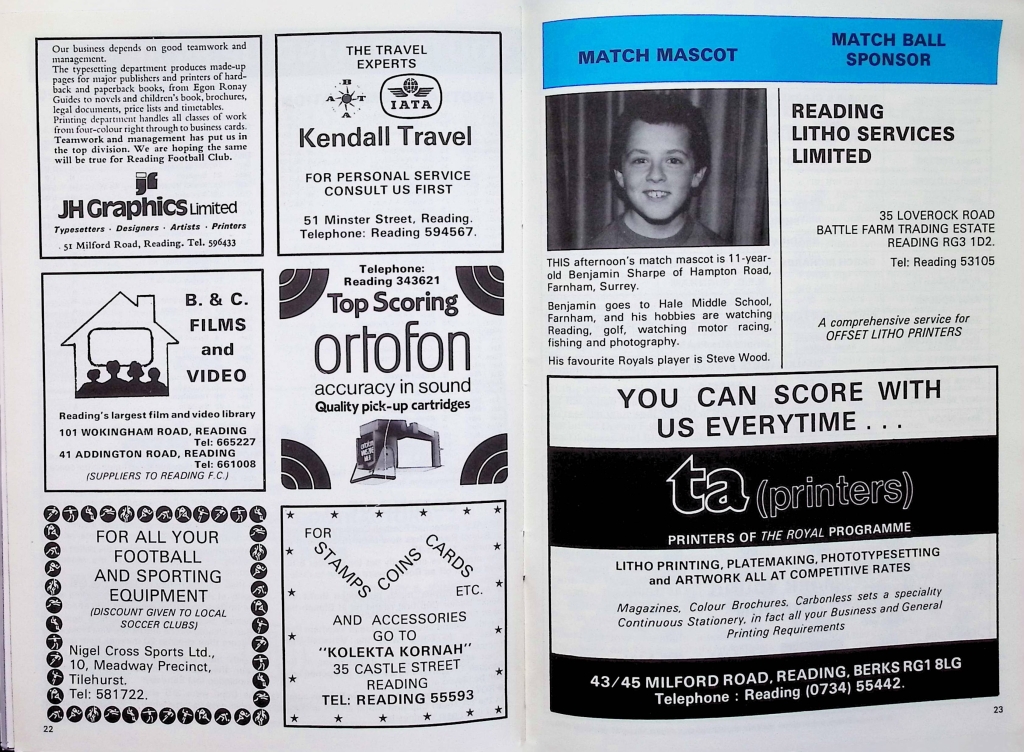 Our business depends on good teamwork and
management.
The typesetting department produces made-up
pages for major publishers and printers of hard-
back and paperback books, from Egon Ronay
Guides to novels and children's book, brochures,
legal documents, price lists and timetables.
Printing department handles all classes of work
from four-colour right through to business cards.
Teamwork and management has put us in
the top division. We are hoping the same
will be true for Reading Football Club.
JH Graphics Limited
Typesetters · Designers · Artists · Printers
51 Milford Road, Reading. Tel. 596433
THE TRAVEL
EXPERTS
B
A T
A
IATA
Kendall Travel
FOR PERSONAL SERVICE
CONSULT US FIRST
51 Minster Street, Reading.
Telephone: Reading 594567.
B. & C.
FILMS
and
VIDEO
Reading's largest film and video library
101 WOKINGHAM ROAD, READING
Tel: 665227
41 ADDINGTON ROAD, READING
Tel: 661008
(SUPPLIERS TO READING F.C.)
Telephone:
Reading 343621
Top Scoring
ortofon
accuracy in sound
Quality pick-up cartridges
FOR ALL YOUR
FOOTBALL
AND SPORTING
EQUIPMENT
(DISCOUNT GIVEN TO LOCAL
SOCCER CLUBS)
Nigel Cross Sports Ltd.,
10, Meadway Precinct,
Tilehurst.
Tel: 581722.
FOR
STAMPS
COINS
CARDS
ETC.
AND ACCESSORIES
GO TO
"KOLEKTA KORNAH"
35 CASTLE STREET
READING
TEL: READING 55593
22
MATCH MASCOT
MATCH BALL
SPONSOR
THIS afternoon's match mascot is 11-year-
old Benjamin Sharpe of Hampton Road,
Farnham, Surrey.
Benjamin goes to Hale Middle School,
Farnham, and his hobbies are watching
Reading, golf, watching motor racing,
fishing and photography.
His favourite Royals player is Steve Wood.
READING
LITHO SERVICES
LIMITED
35 LOVEROCK ROAD
BATTLE FARM TRADING ESTATE
READING RG3 1D2.
Tel: Reading 53105
A comprehensive service for
OFFSET LITHO PRINTERS
YOU CAN SCORE WITH
US EVERYTIME . . .
ta (printers)
PRINTERS OF THE ROYAL PROGRAMME
LITHO PRINTING, PLATEMAKING, PHOTOTYPESETTING
and ARTWORK ALL AT COMPETITIVE RATES
Magazines, Colour Brochures, Carbonless sets a speciality
Continuous Stationery, in fact all your Business and General
Printing Requirements
43/45 MILFORD ROAD, READING, BERKS RG1 8LG
Telephone : Reading (0734) 55442.
23